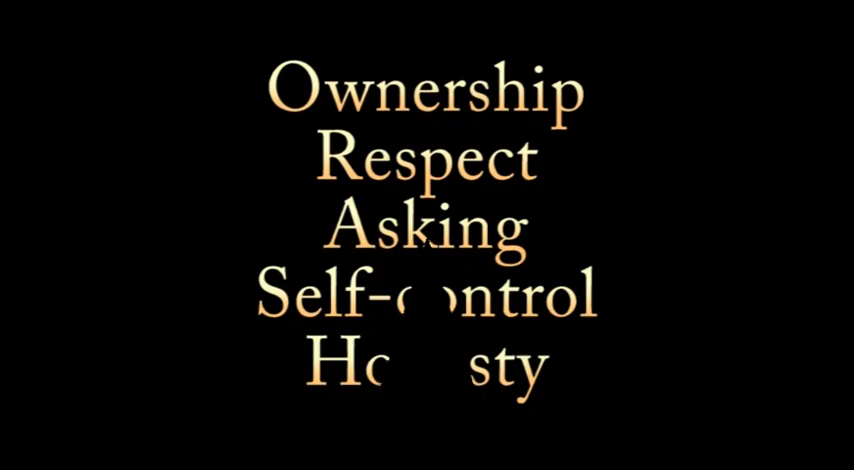 Ownership
Respect
Asking
Self-control
Honesty